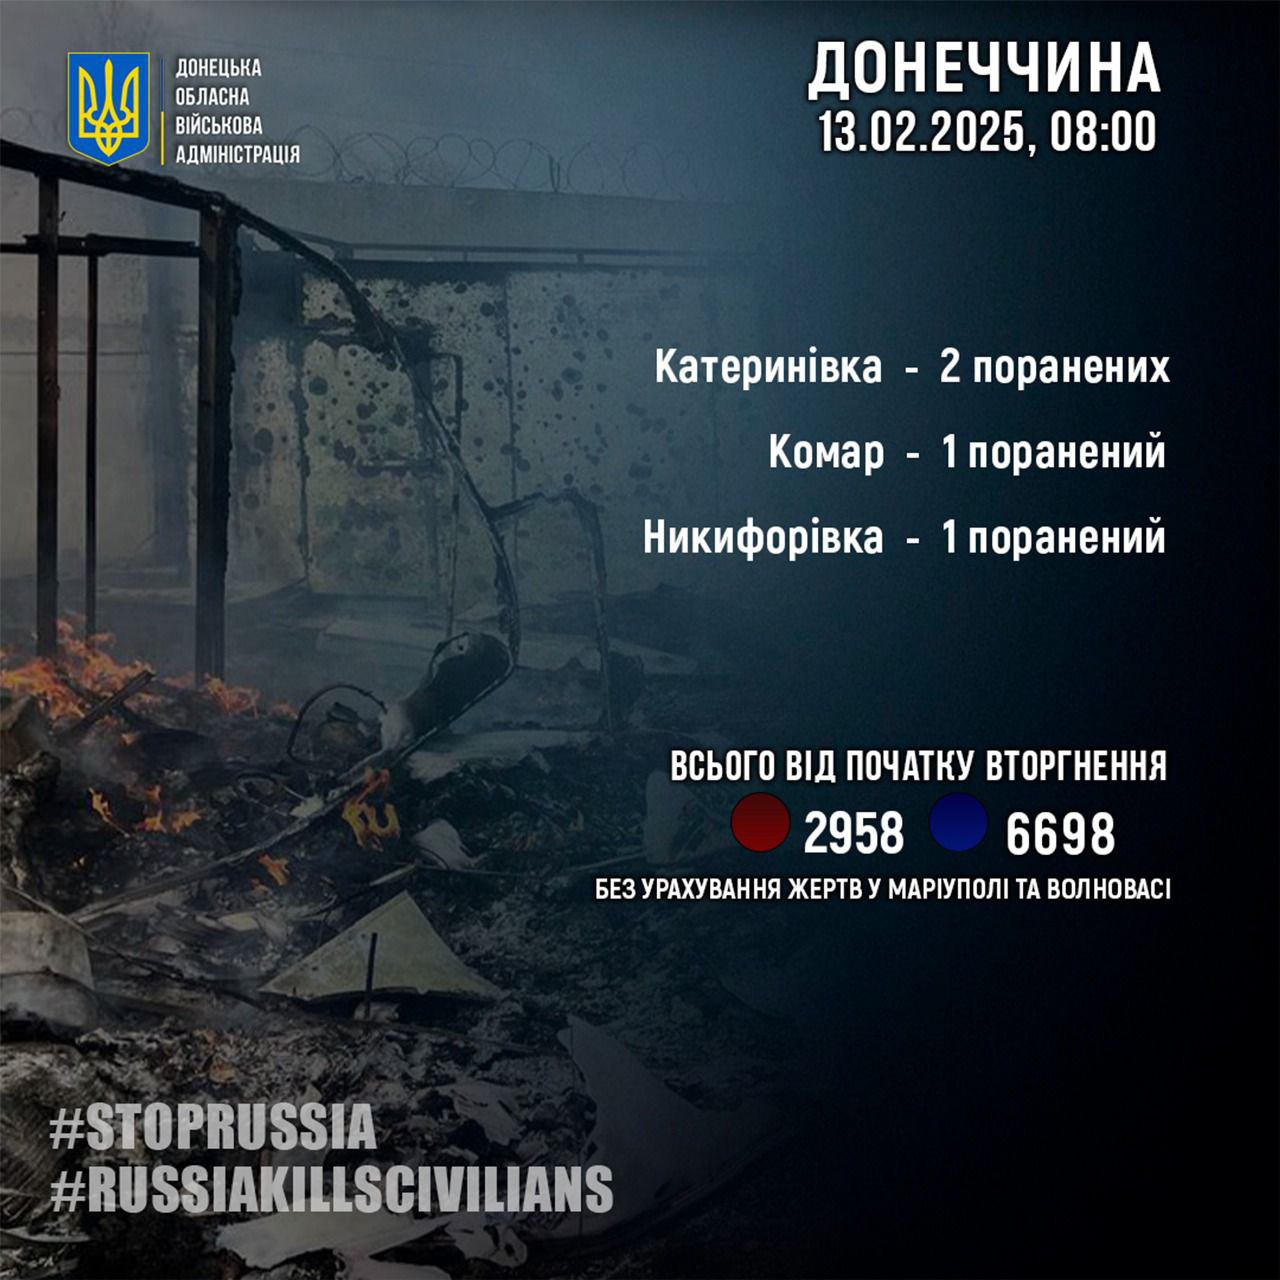 ДОНЕЦЬКА
ОБЛАСНА
ВІЙСЬКОВА
АДМІНІСТРАЦІЯ
ДОНЕЧЧИНА
13.02.2025, 08:00
Катеринівка - 2 поранених
Комар - 1 поранений
Никифорівка - 1 поранений
ВСЬОГО ВІД ПОЧАТКУ ВТОРГНЕННЯ
2958 6698
БЕЗ УРАХУВАННЯ ЖЕРТВ У МАРІУПОЛІ ТА ВОЛНОВАСІ
#STOPRUSSIA
#RUSSIAKILLSCIVILIANS